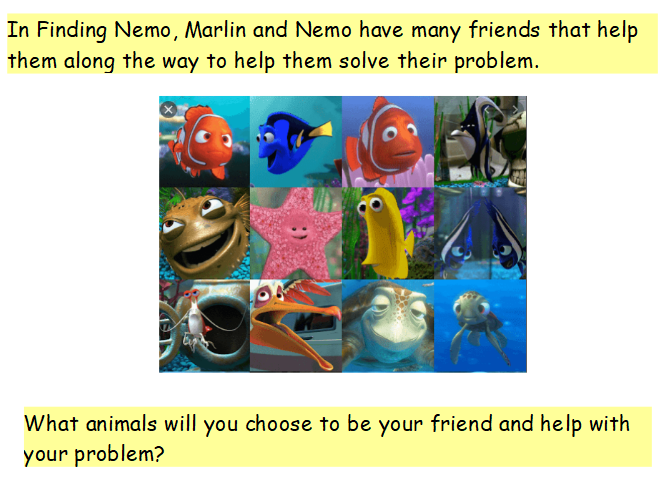 In Finding Nemo, Marlin and Nemo have many friends that help
them along the way to help them solve their problem.
What animals will you choose to be your friend and help with
your problem?